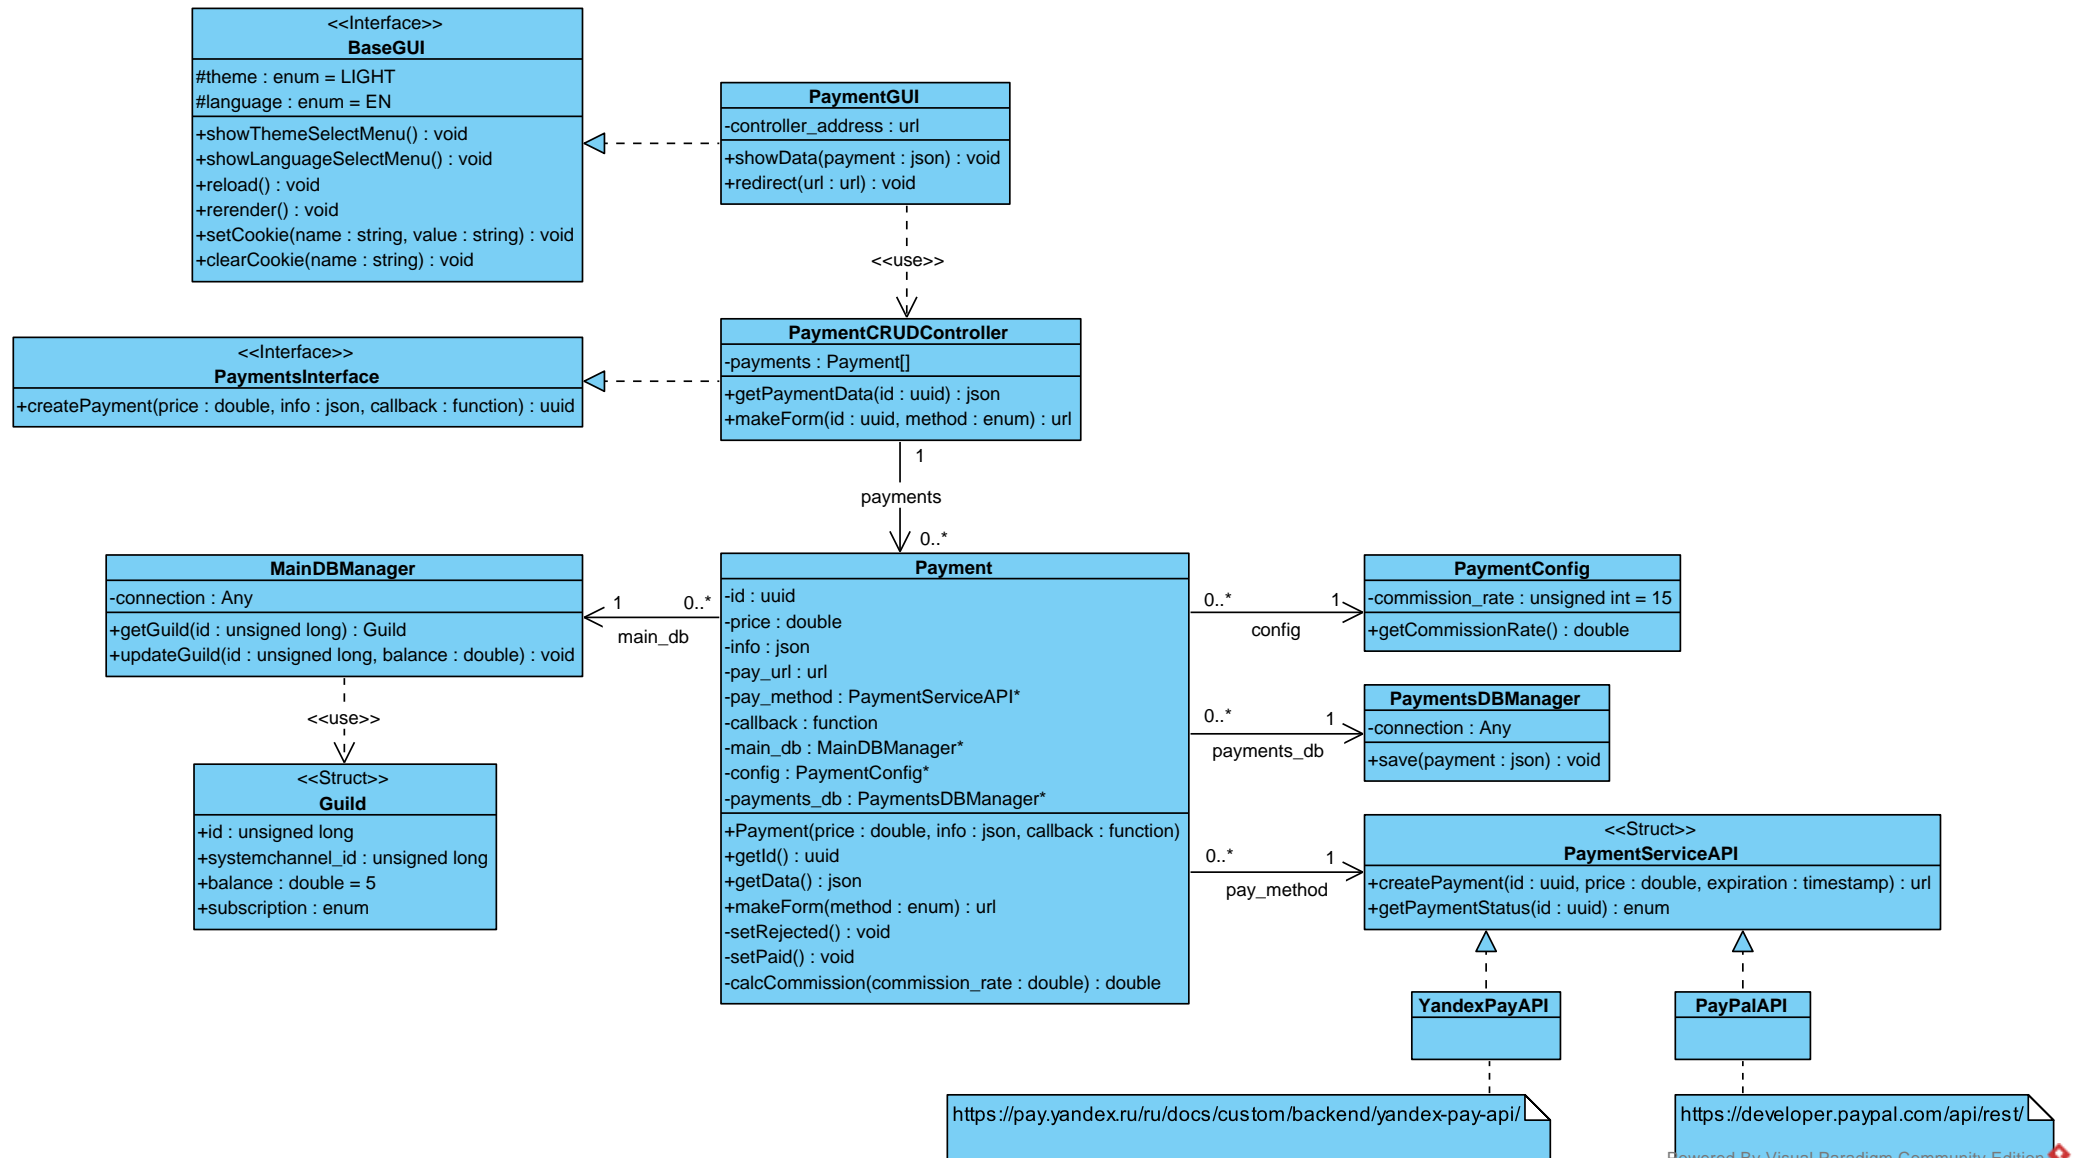 <<Interface>>
BaseGUI
#theme : enum = LIGHT
#language : enum = EN
+showThemeSelectMenu() : void
+showLanguageSelectMenu() : void
+reload() : void
+rerender() : void
+setCookie(name : string, value : string) : void
+clearCookie(name : string) : void
PaymentGUI
-controller_address : url
+showData(payment : json) : void
+redirect(url : url) : void
<<use>>
<<Interface>>
PaymentsInterface
+createPayment(price : double, info : json, callback : function) : uuid
PaymentCRUDController
-payments : Payment[]
+getPaymentData(id : uuid) : json
+makeForm(id : uuid, method : enum) : url
1
payments
0..*
MainDBManager
-connection : Any
+getGuild(id : unsigned long) : Guild
+updateGuild(id : unsigned long, balance : double) : void
1
0..*
main_db
<<use>>
<<Struct>>
Guild
+id : unsigned long
+systemchannel_id : unsigned long
+balance : double = 5
+subscription : enum
Payment
-id : uuid
-price : double
-info : json
-pay_url : url
-pay_method : PaymentServiceAPI*
-callback : function
-main_db : MainDBManager*
-config : PaymentConfig*
-payments_db : PaymentsDBManager*
+Payment(price : double, info : json, callback : function)
+getId() : uuid
+getData() : json
+makeForm(method : enum) : url
-setRejected() : void
-setPaid() : void
-calcCommission(commission_rate : double) : double
0..*
1
config
PaymentConfig
-commission_rate : unsigned int = 15
+getCommissionRate() : double
0..*
1
payments_db
PaymentsDBManager
-connection : Any
+save(payment : json) : void
0..*
1
pay_method
<<Struct>>
PaymentServiceAPI
+createPayment(id : uuid, price : double, expiration : timestamp) : url
+getPaymentStatus(id : uuid) : enum
YandexPayAPI
PayPalAPI
https://pay.yandex.ru/ru/docs/custom/backend/yandex-pay-api/
https://developer.paypal.com/api/rest/
Powered By Visual Paradigm Community Edition